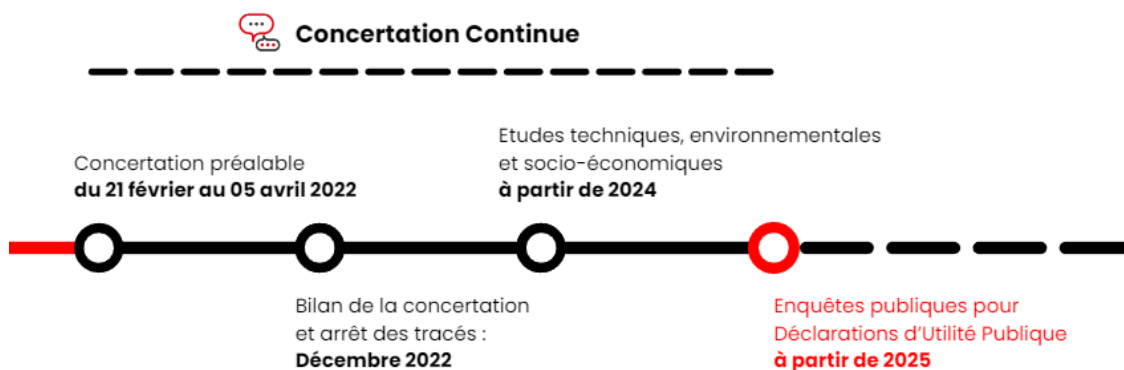 Concertation Continue
Concertation préalable
du 21 février au 05 avril 2022
Bilan de la concertation
et arrêt des tracés :
Décembre 2022
Etudes techniques, environnementales
et socio-économiques
à partir de 2024
Enquêtes publiques pour
Déclarations d'Utilité Publique
à partir de 2025